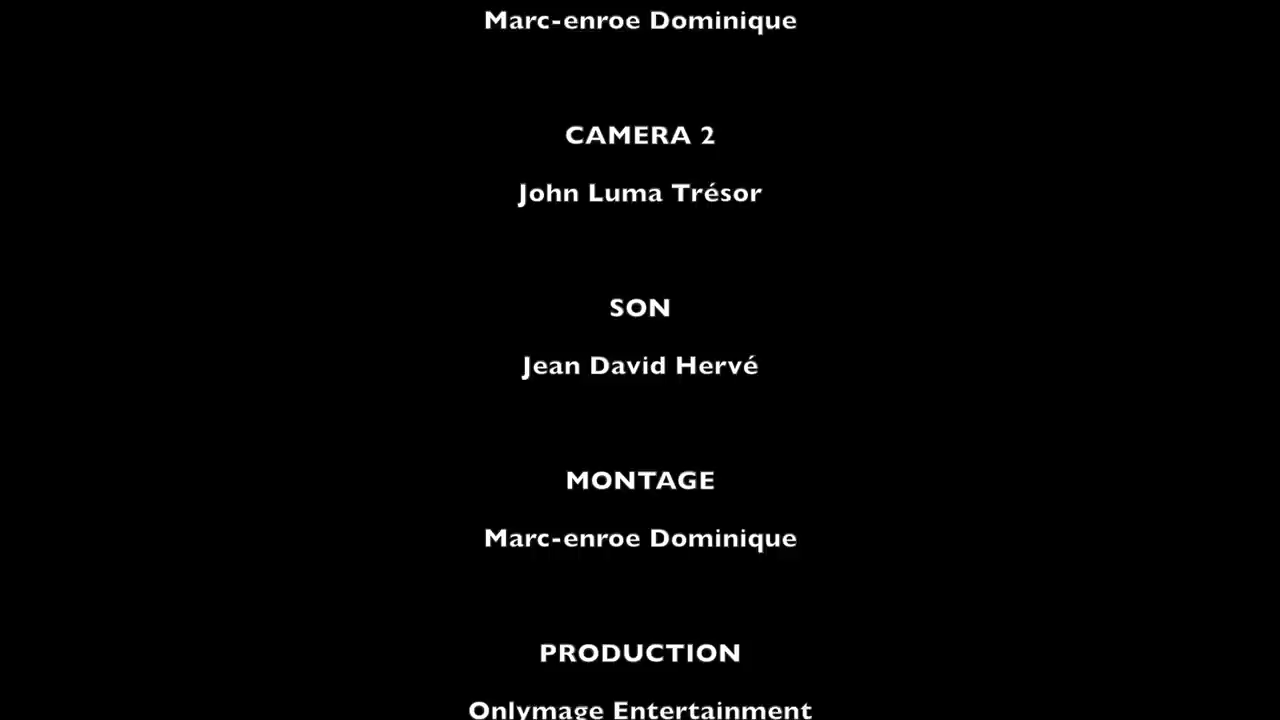 Marc-enroe Dominique
CAMERA 2
John Luma Trésor
SON
Jean David Hervé
MONTAGE
Marc-enroe Dominique
PRODUCTION
Onlymage Entertainment